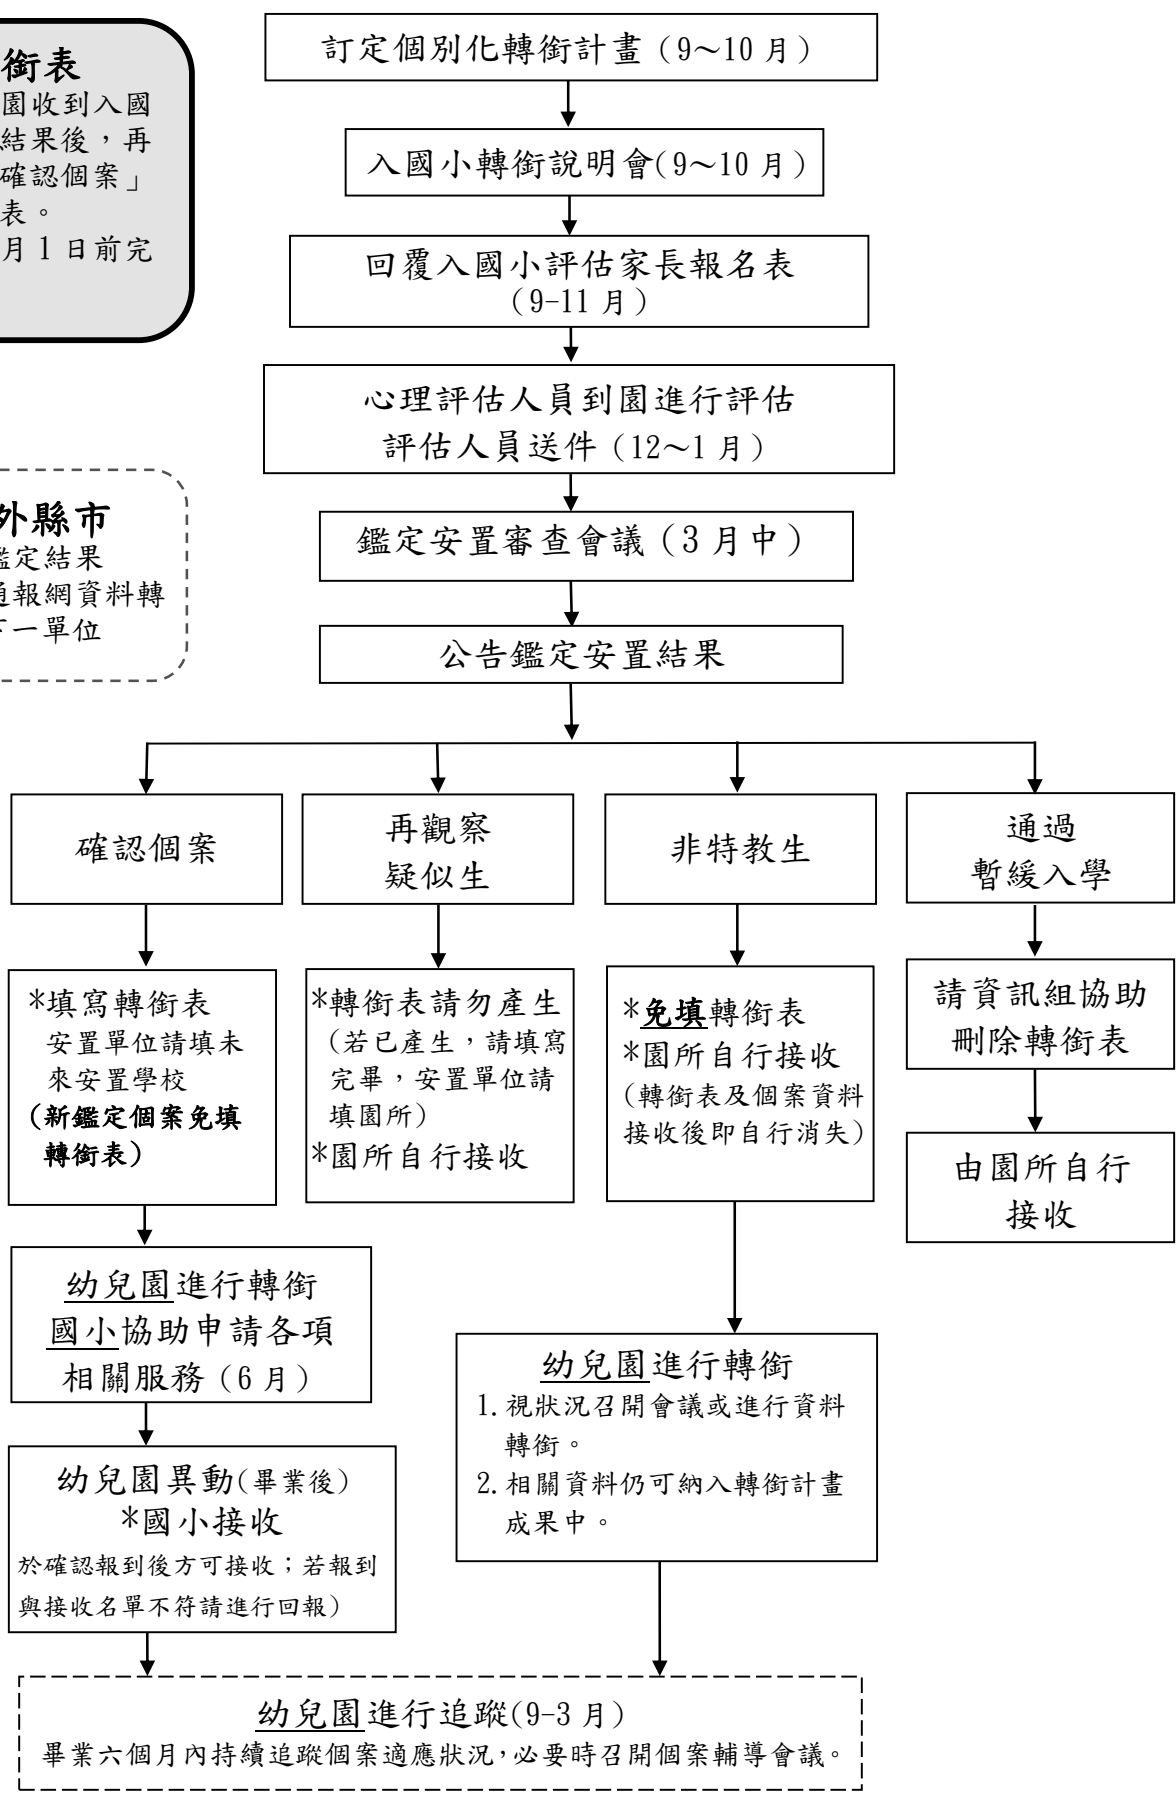 訂定個別化轉銜計畫（9～10 月）
入國小轉銜說明會(9～10 月）
回覆入國小評估家長報名表
（9-11 月）
心理評估人員到園進行評估
評估人員送件（12～1 月）
鑑定安置審查會議（3 月中）
公告鑑定安置結果
銜表
園收到入國
結果後，再
確認個案」
表。
月 1 日前完
外縣市
鑑定結果
通報網資料轉
下一單位
確認個案
再觀察
疑似生
非特教生
通過
暫緩入學
*填寫轉銜表
安置單位請填未
來安置學校
(新鑑定個案免填
轉銜表)
*轉銜表請勿產生
(若已產生，請填寫
完畢，安置單位請
填園所)
*園所自行接收
*免填轉銜表
*園所自行接收
(轉銜表及個案資料
接收後即自行消失)
請資訊組協助
刪除轉銜表
由園所自行
接收
幼兒園進行轉銜
國小協助申請各項
相關服務（6 月）
幼兒園進行轉銜
1. 視狀況召開會議或進行資料
轉銜。
2. 相關資料仍可納入轉銜計畫
成果中。
幼兒園異動(畢業後）
*國小接收
於確認報到後方可接收；若報到
與接收名單不符請進行回報）
幼兒園進行追蹤(9-3 月）
畢業六個月內持續追蹤個案適應狀況，必要時召開個案輔導會議。